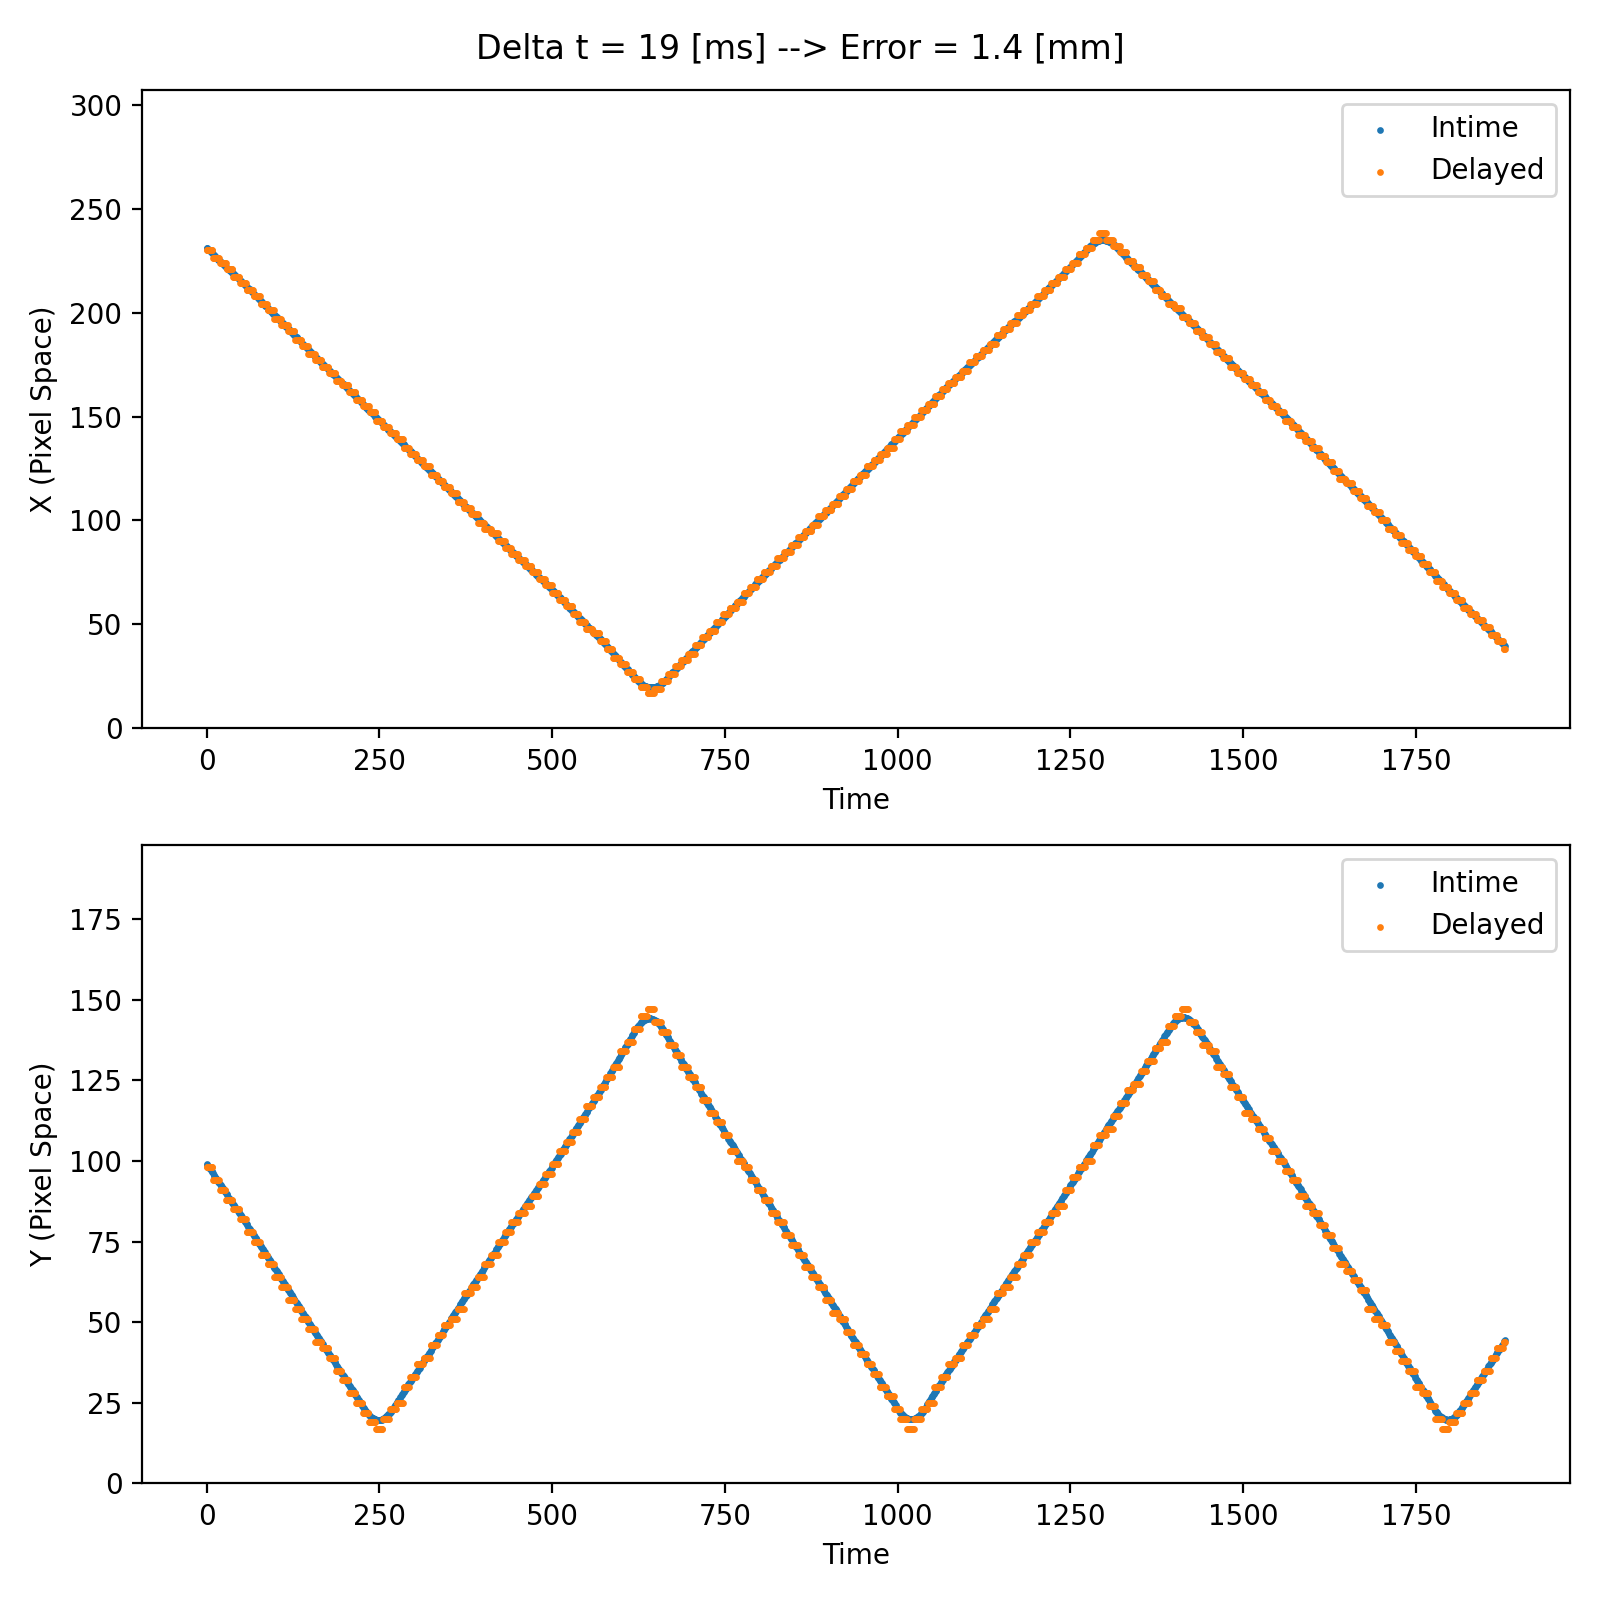 Delta t = 19 [ms] --> Error = 1.4 [mm]
300
250
200
150
100
50
0
X (Pixel Space)
Intime
Delayed
0 250 500 750 1000 1250 1500 1750
Time
175
150
125
100
75
50
25
0
Y (Pixel Space)
Intime
Delayed
0 250 500 750 1000 1250 1500 1750
Time